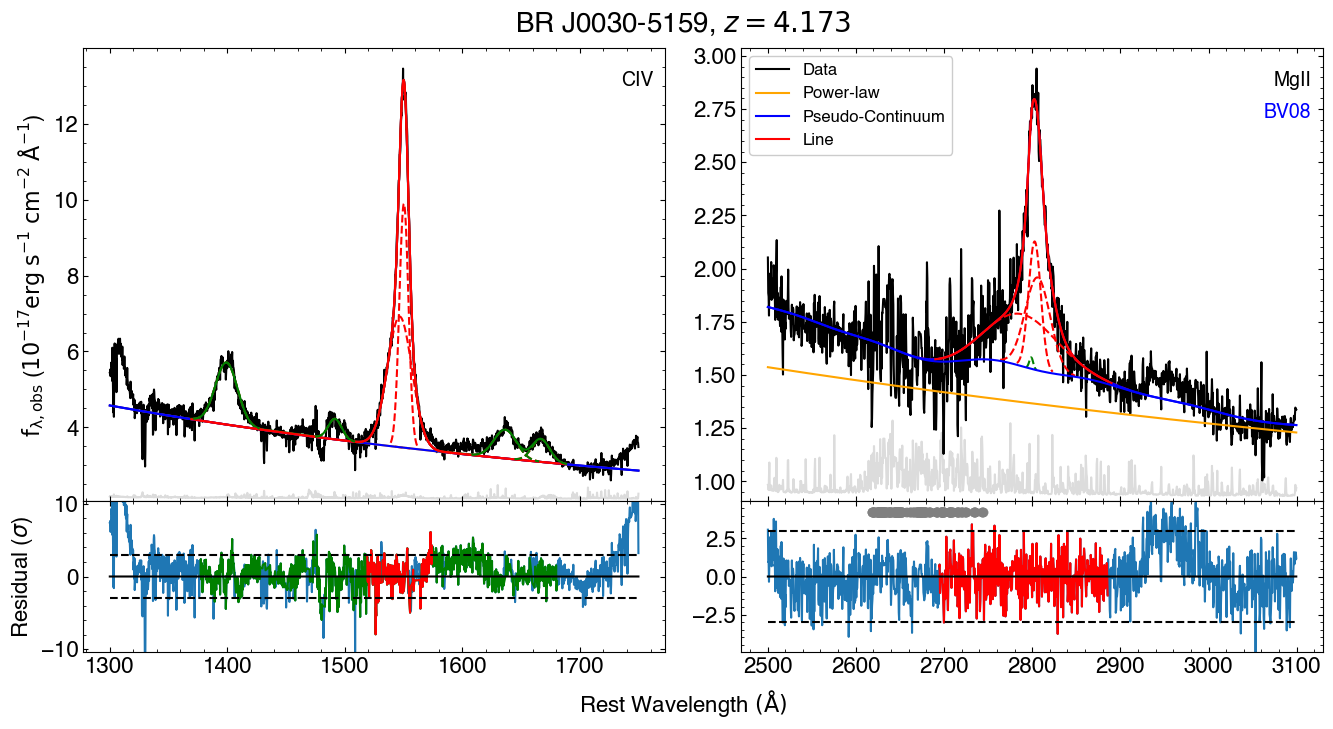 BR J0030-5159, z = 4.173
CIV
f_λ,obs (10⁻¹⁷erg s⁻¹ cm⁻² Å⁻¹)
12
10
8
6
4
Residual (σ)
10
0
−10
1300 1400 1500 1600 1700
Data
Power-law
Pseudo-Continuum
Line
MgII
BV08
3.00
2.75
2.50
2.25
2.00
1.75
1.50
1.25
1.00
2.5
0.0
−2.5
2500 2600 2700 2800 2900 3000 3100
Rest Wavelength (Å)